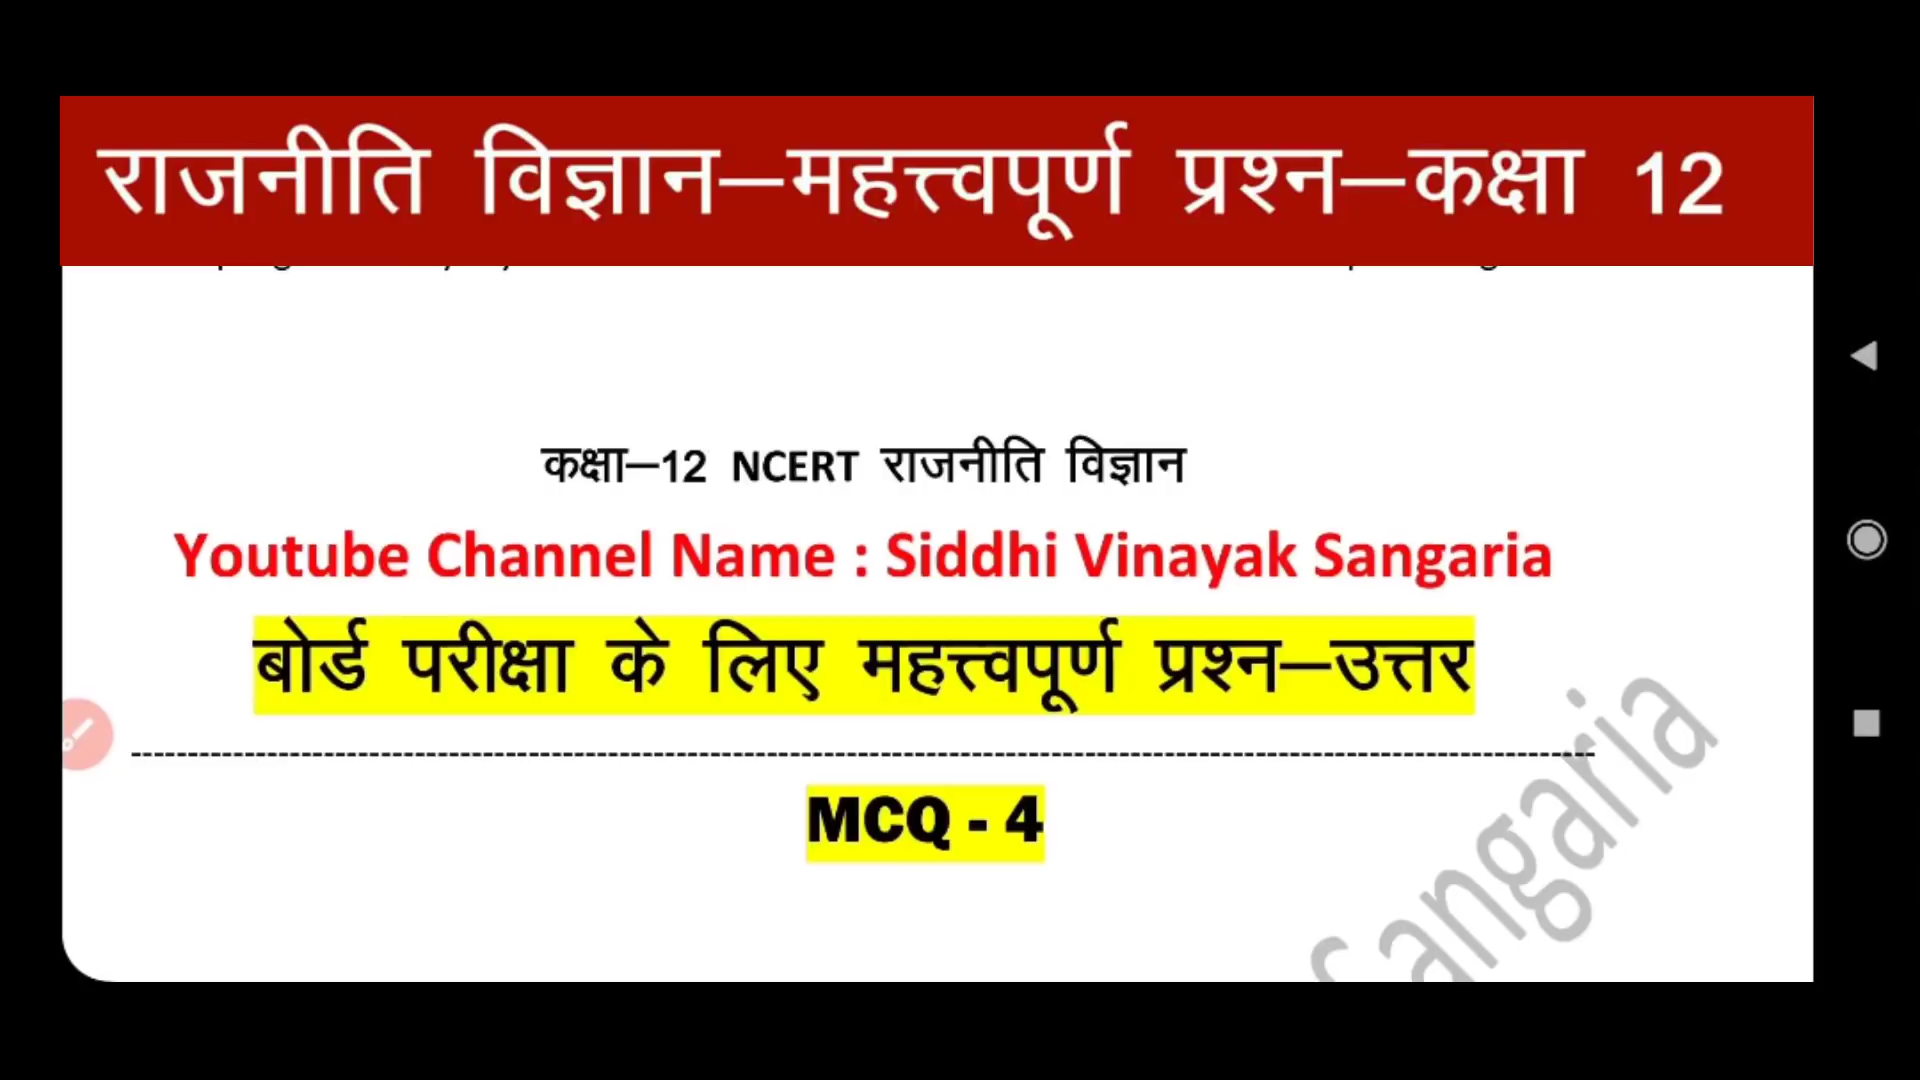 राजनीति विज्ञान–महत्त्वपूर्ण प्रश्न–कक्षा 12
कक्षा–12 NCERT राजनीति विज्ञान
Youtube Channel Name : Siddhi Vinayak Sangaria
बोर्ड परीक्षा के लिए महत्त्वपूर्ण प्रश्न–उत्तर
MCQ - 4
Sangaria